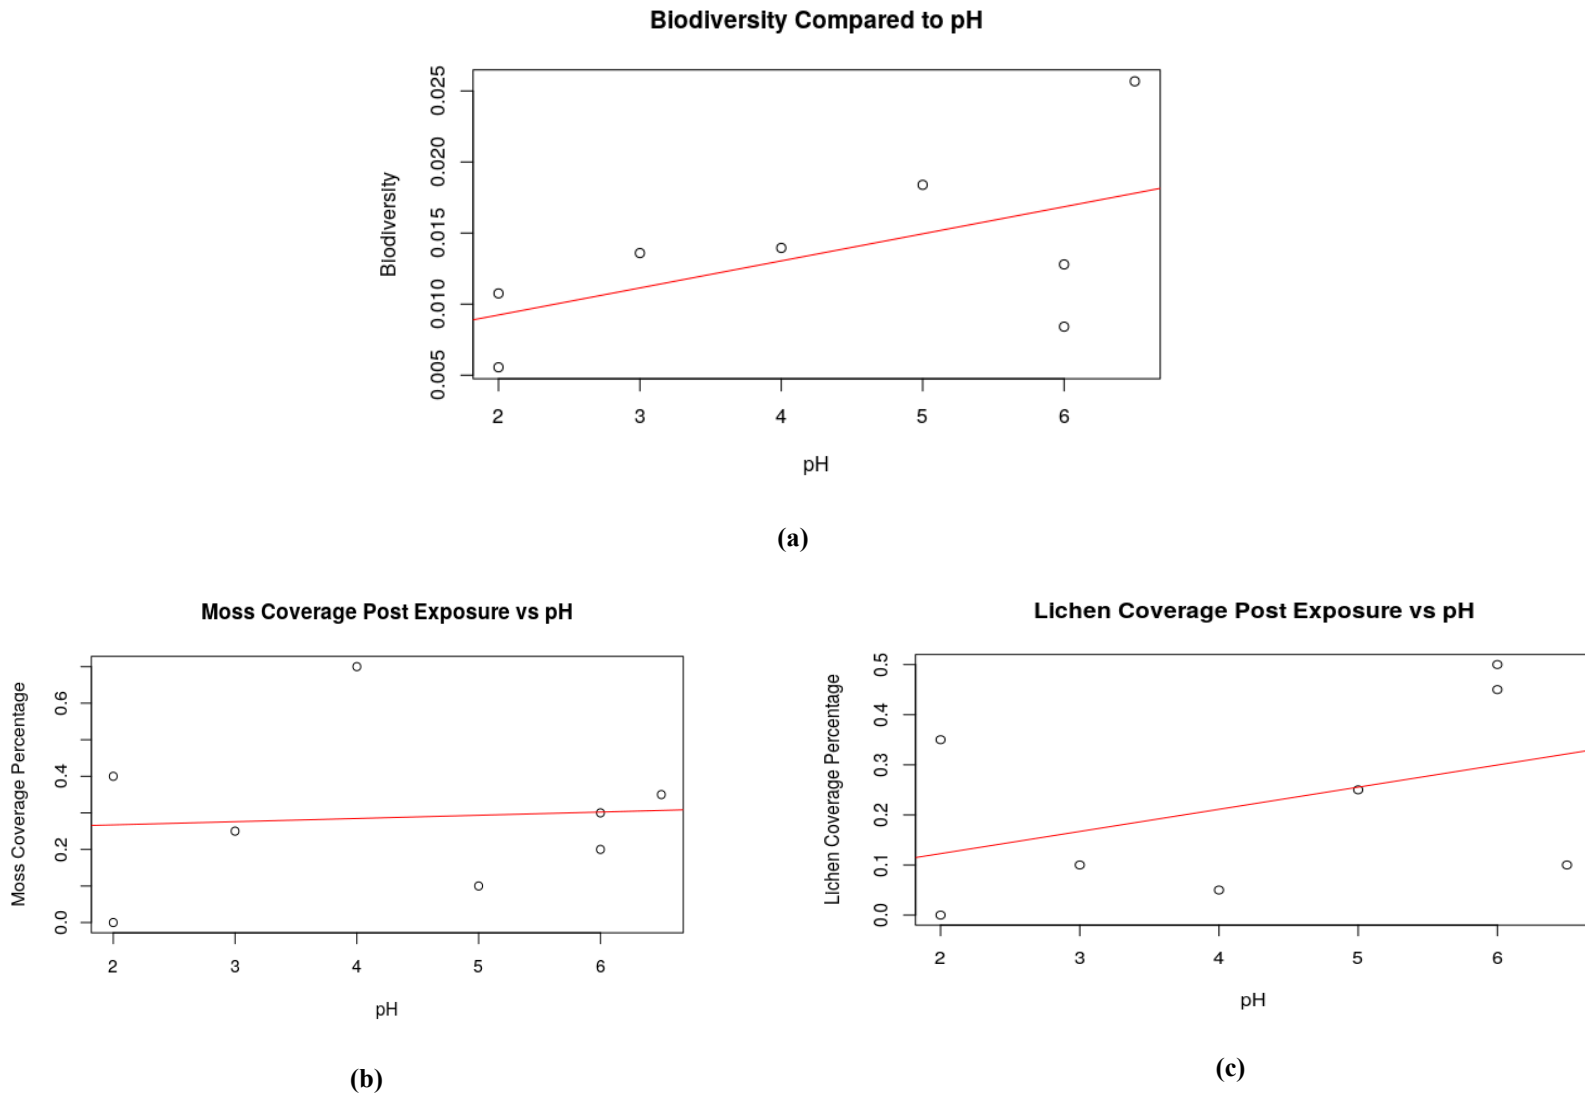 Biodiversity Compared to pH
Biodiversity
0.025
0.020
0.015
0.010
0.005
2 3 4 5 6
pH
(a)
Moss Coverage Post Exposure vs pH
Moss Coverage Percentage
0.6
0.4
0.2
0.0
2 3 4 5 6
pH
(b)
Lichen Coverage Post Exposure vs pH
Lichen Coverage Percentage
0.5
0.4
0.3
0.2
0.1
0.0
2 3 4 5 6
pH
(c)